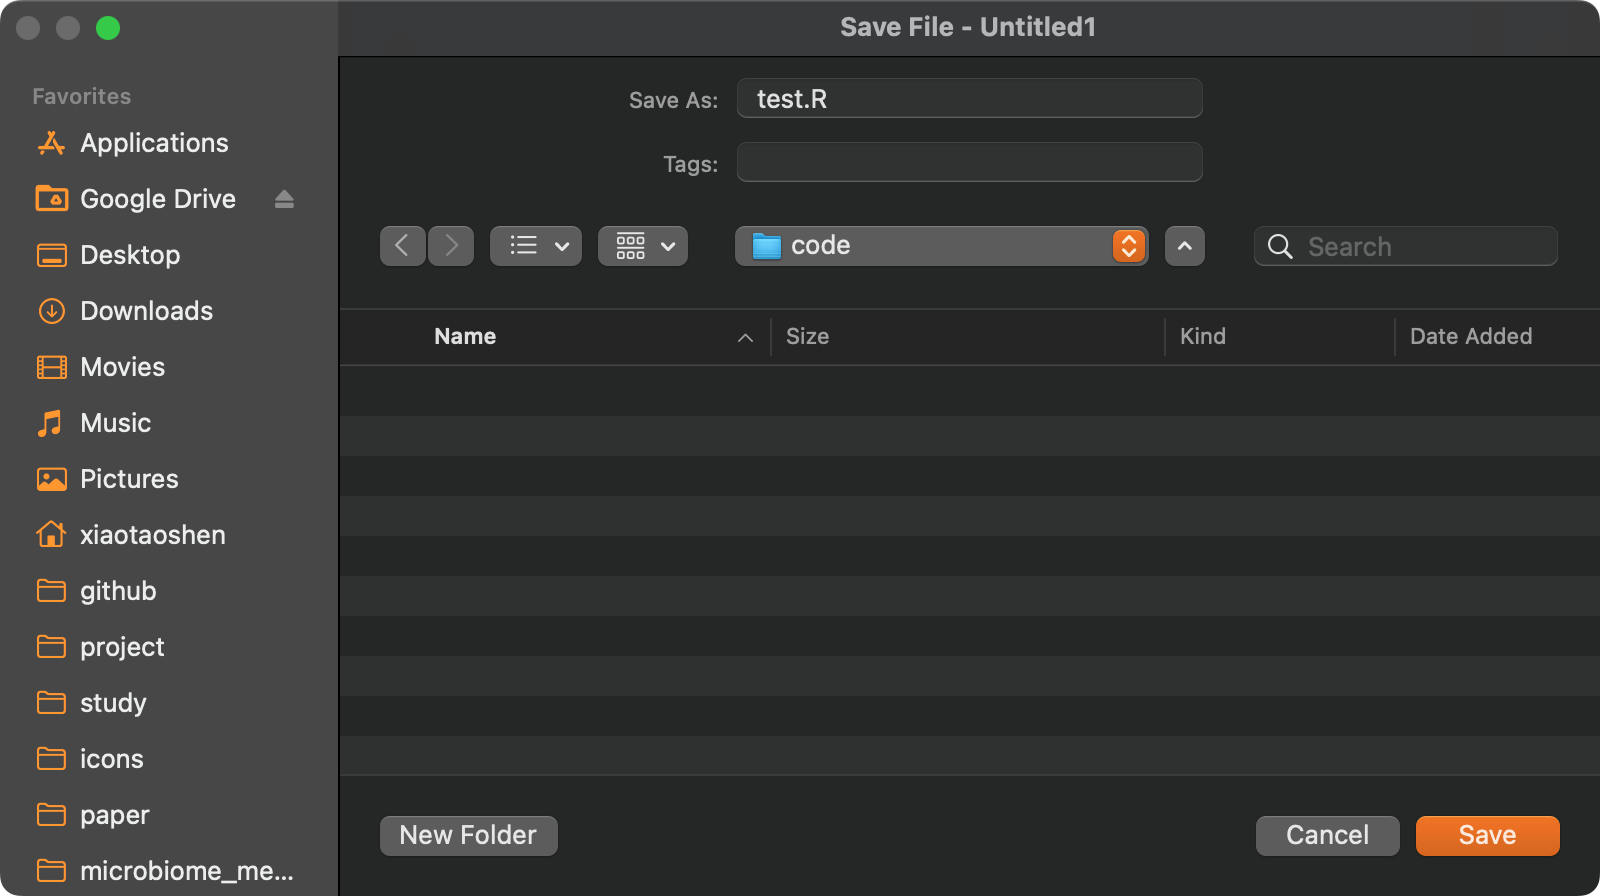 Save File - Untitled1
Favorites
Applications
Google Drive
Desktop
Downloads
Movies
Music
Pictures
xiaotaoshen
github
project
study
icons
paper
microbiome_me...
Save As: test.R
Tags:
code
Search
Name Size Kind Date Added
New Folder Cancel Save